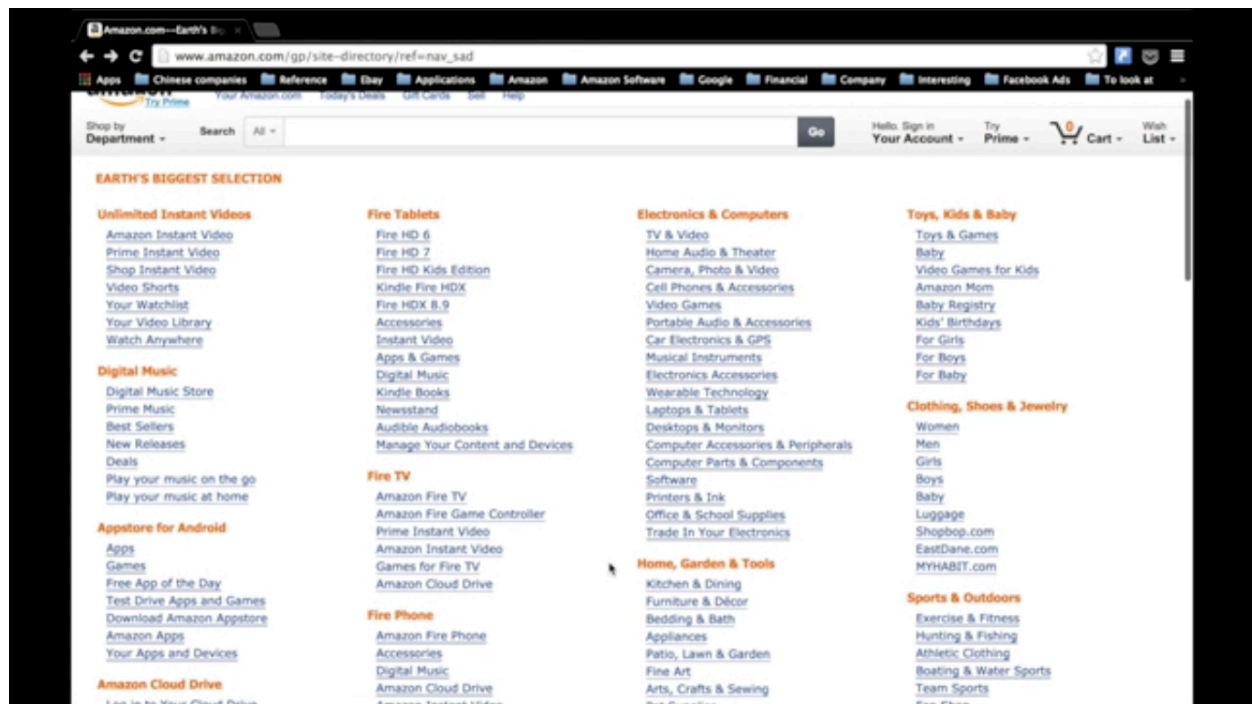 Amazon.com--Earth's Big
www.amazon.com/gp/site-directory/ref=nav_sad
Apps Chinese companies Reference Ebay Applications Amazon Amazon Software Google Financial Company Interesting Facebook Ads To look at »
amazon
Try Prime
Your Amazon.com Today's Deals Gift Cards Sell Help
Shop by
Department
Search All Go
Hello. Sign in
Your Account
Try
Prime
0
Cart
Wish
List
EARTH'S BIGGEST SELECTION
Unlimited Instant Videos
Amazon Instant Video
Prime Instant Video
Shop Instant Video
Video Shorts
Your Watchlist
Your Video Library
Watch Anywhere
Digital Music
Digital Music Store
Prime Music
Best Sellers
New Releases
Deals
Play your music on the go
Play your music at home
Appstore for Android
Apps
Games
Free App of the Day
Test Drive Apps and Games
Download Amazon Appstore
Amazon Apps
Your Apps and Devices
Amazon Cloud Drive
Log in to Your Cloud Drive
Fire Tablets
Fire HD 6
Fire HD 7
Fire HD Kids Edition
Kindle Fire HDX
Fire HDX 8.9
Accessories
Instant Video
Apps & Games
Digital Music
Kindle Books
Newsstand
Audible Audiobooks
Manage Your Content and Devices
Fire TV
Amazon Fire TV
Amazon Fire Game Controller
Prime Instant Video
Amazon Instant Video
Games for Fire TV
Amazon Cloud Drive
Fire Phone
Amazon Fire Phone
Accessories
Digital Music
Amazon Cloud Drive
Amazon Instant Video
Electronics & Computers
TV & Video
Home Audio & Theater
Camera, Photo & Video
Cell Phones & Accessories
Video Games
Portable Audio & Accessories
Car Electronics & GPS
Musical Instruments
Electronics Accessories
Wearable Technology
Laptops & Tablets
Desktops & Monitors
Computer Accessories & Peripherals
Computer Parts & Components
Software
Printers & Ink
Office & School Supplies
Trade In Your Electronics
Home, Garden & Tools
Kitchen & Dining
Furniture & Décor
Bedding & Bath
Appliances
Patio, Lawn & Garden
Fine Art
Arts, Crafts & Sewing
Pet Supplies
Toys, Kids & Baby
Toys & Games
Baby
Video Games for Kids
Amazon Mom
Baby Registry
Kids' Birthdays
For Girls
For Boys
For Baby
Clothing, Shoes & Jewelry
Women
Men
Girls
Boys
Baby
Luggage
Shopbop.com
EastDane.com
MYHABIT.com
Sports & Outdoors
Exercise & Fitness
Hunting & Fishing
Athletic Clothing
Boating & Water Sports
Team Sports
Fan Shop